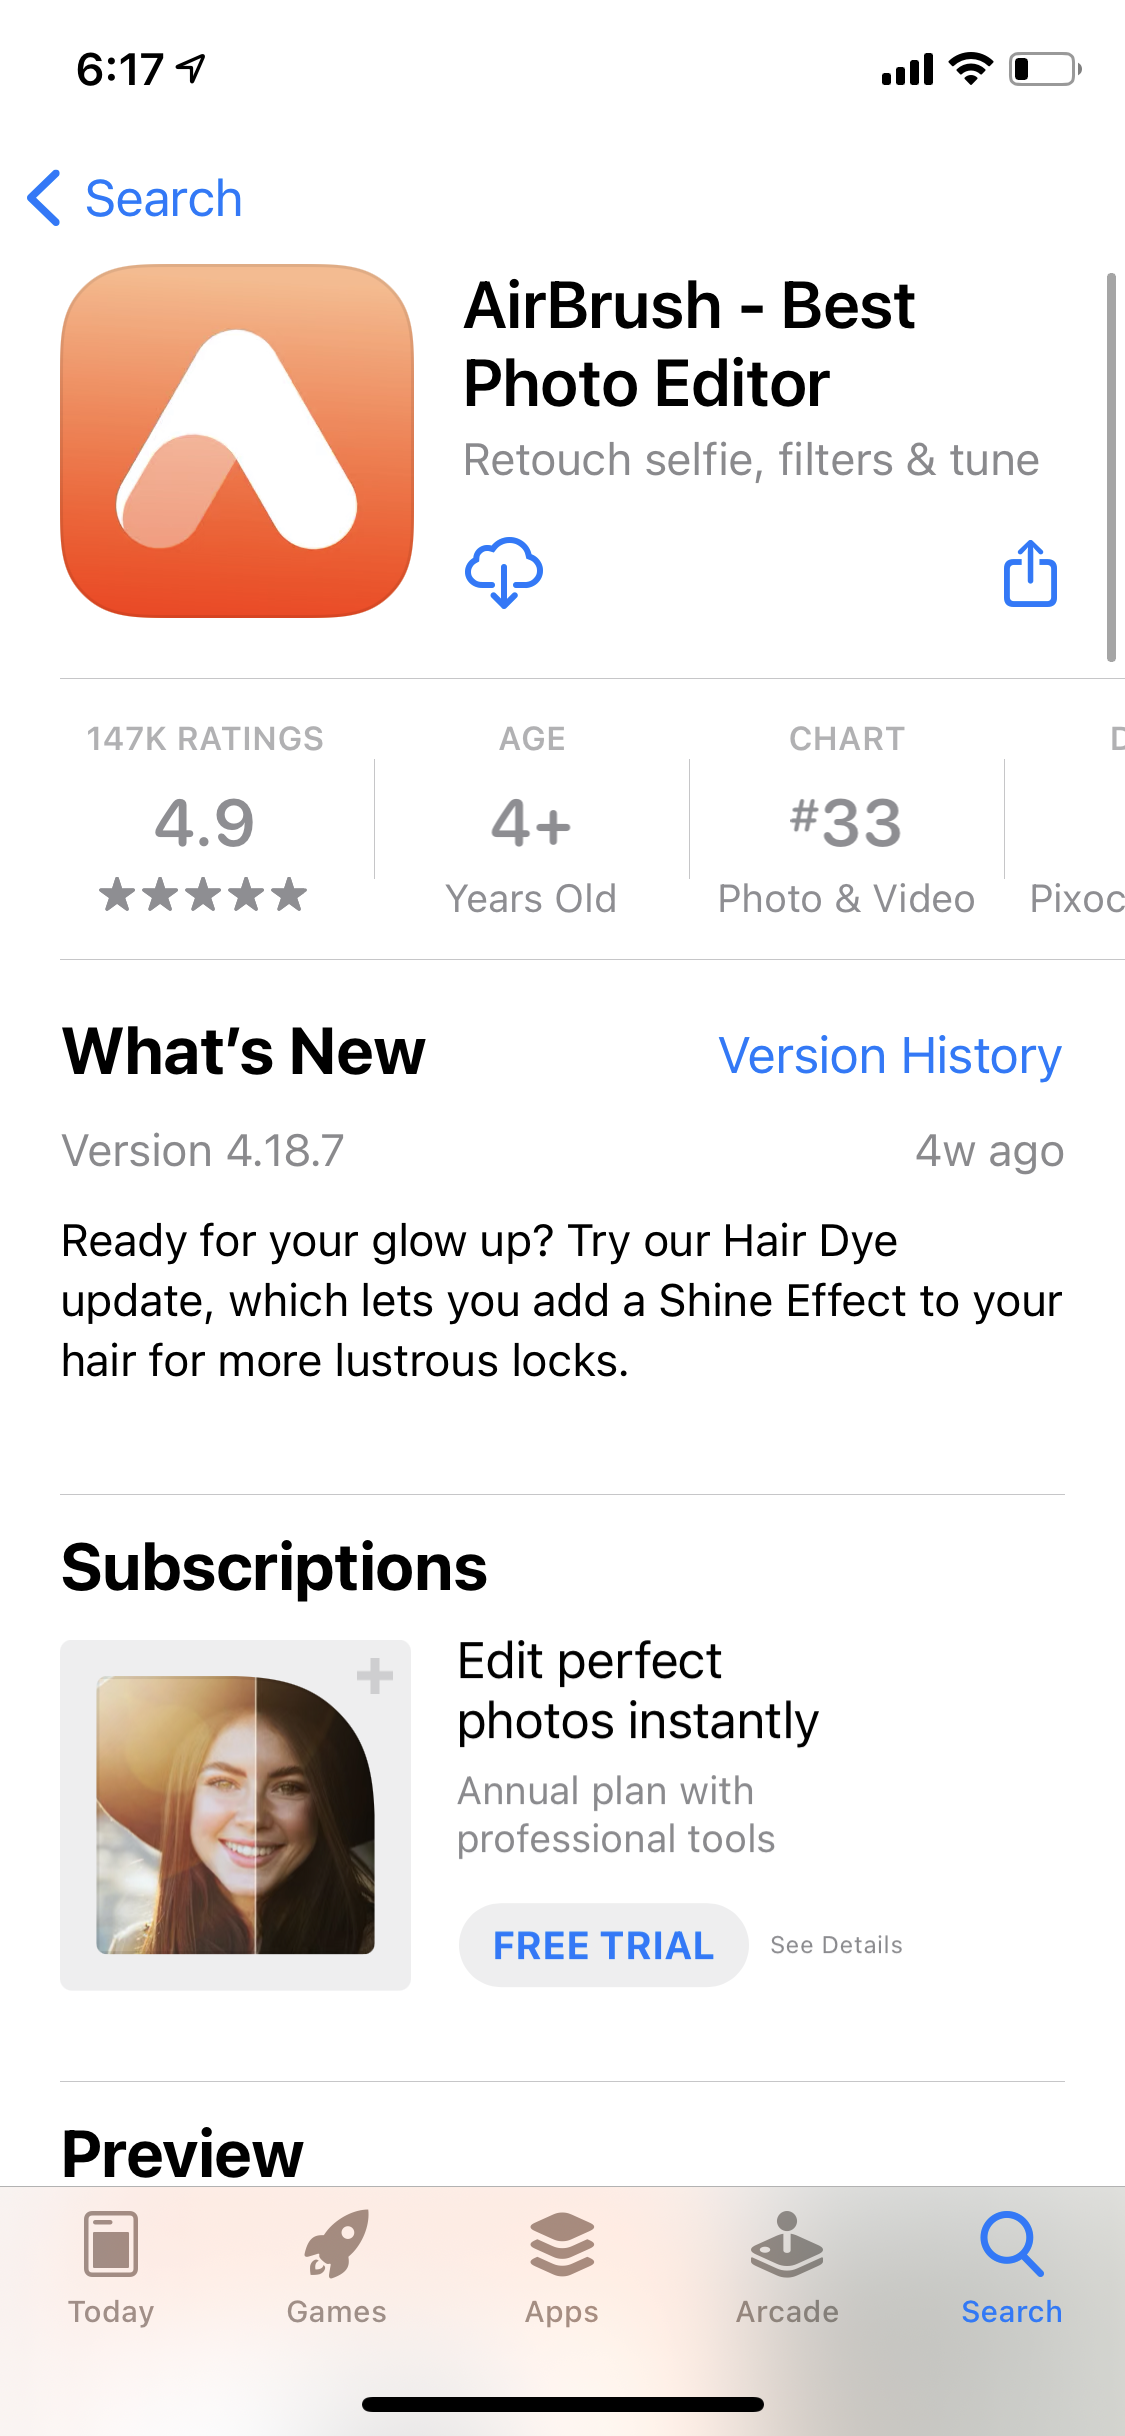 6:17
Search
AirBrush - Best
Photo Editor
Retouch selfie, filters & tune
147K RATINGS
4.9
AGE
4+
Years Old
CHART
#33
Photo & Video
What's New
Version History
Version 4.18.7
4w ago
Ready for your glow up? Try our Hair Dye
update, which lets you add a Shine Effect to your
hair for more lustrous locks.
Subscriptions
Edit perfect
photos instantly
Annual plan with
professional tools
FREE TRIAL
See Details
Preview
Today
Games
Apps
Arcade
Search